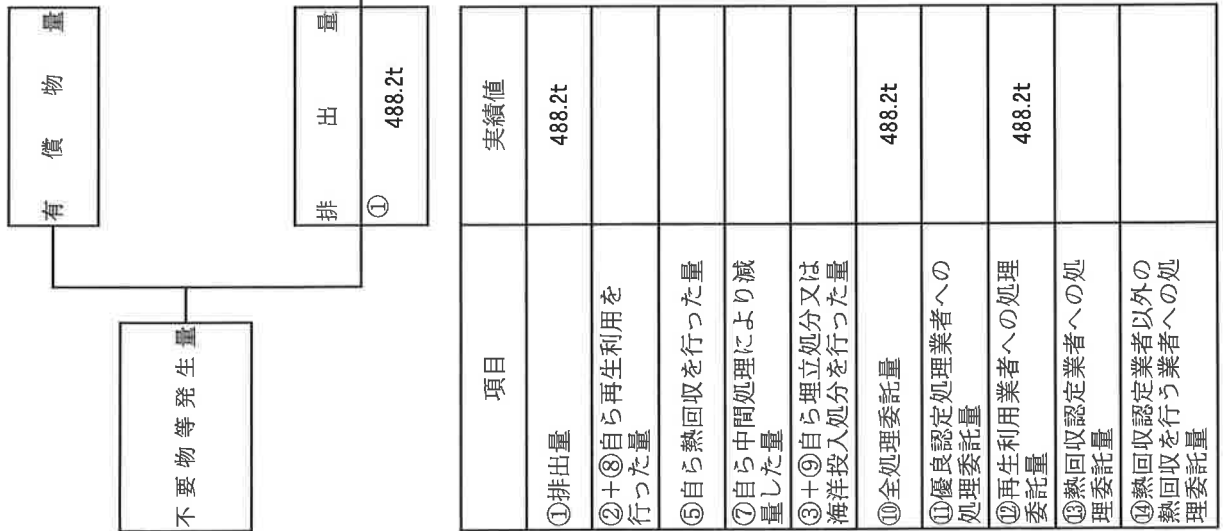 有償物量
不要物等発生量
排出量
①
488.2t
項目
実績値
①排出量
488.2t
②+⑧自ら再生利用を
行った量
⑤自ら熱回収を行った量
⑦自ら中間処理により減
量した量
③+⑨自ら埋立処分又は
海洋投入処分を行った量
⑩全処理委託量
488.2t
⑪優良認定処理業者への
処理委託量
⑫再生利用業者への処理
委託量
488.2t
⑬熱回収認定業者への処
理委託量
⑭熱回収認定業者以外の
熱回収を行う業者への処
理委託量